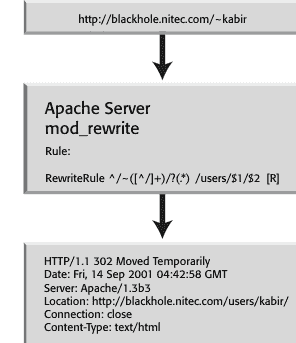 http://blackhole.nitec.com/~kabir
Apache Server
mod_rewrite
Rule:
RewriteRule ^/~([^/]+)/?(.*) /users/$1/$2 [R]
HTTP/1.1 302 Moved Temporarily
Date: Fri, 14 Sep 2001 04:42:58 GMT
Server: Apache/1.3b3
Location: http://blackhole.nitec.com/users/kabir/
Connection: close
Content-Type: text/html